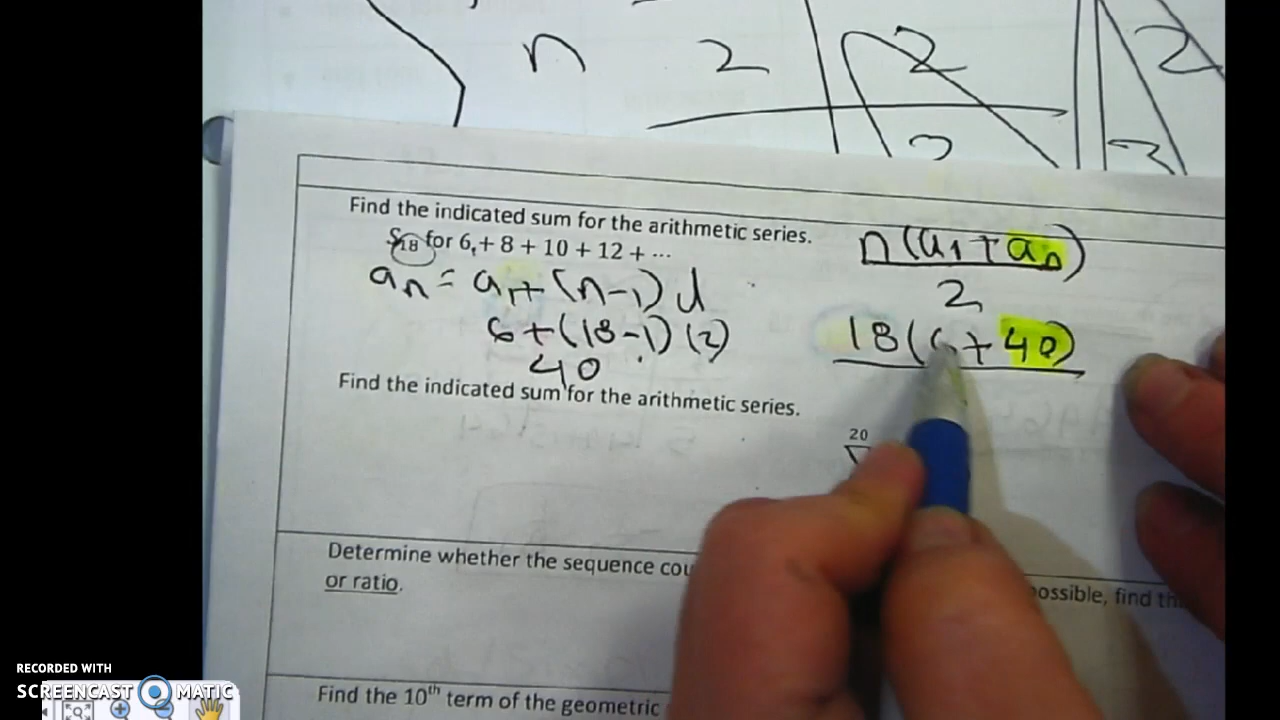 n 2 2 2
2 3
Find the indicated sum for the arithmetic series.
S18 for 6 + 8 + 10 + 12 + ...
n(a1 + an)
2
an = a1 + (n-1) d
6 + (18-1) (2)
40
18(6 + 40)
Find the indicated sum for the arithmetic series.
20
Determine whether the sequence
or ratio.
possible, find
Find the 10th term of the geometric
RECORDED WITH
SCREENCAST MATIC